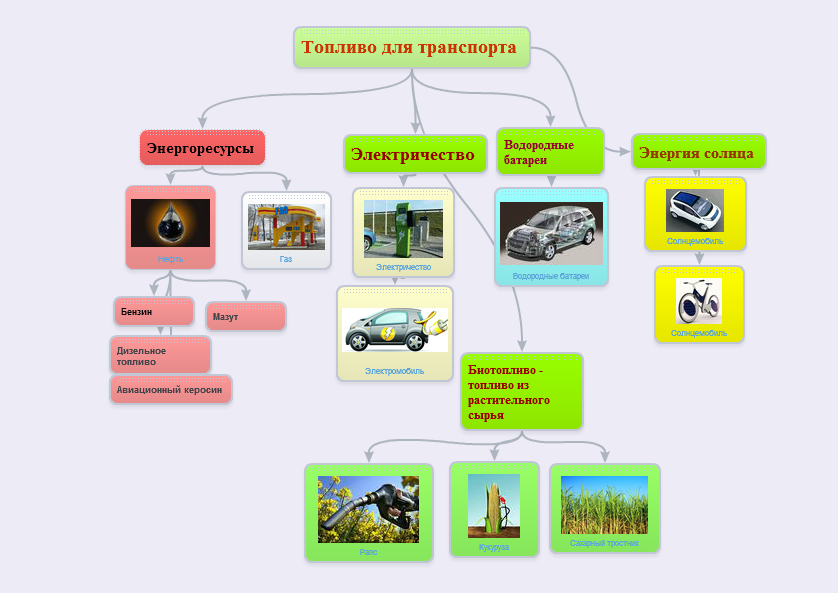 Топливо для транспорта
Энергоресурсы
Электричество
Водородные
батареи
Энергия солнца
Нефть
Газ
Электричество
Водородные батареи
Солнцемобиль
Бензин
Мазут
Дизельное
топливо
Авиационный керосин
Электромобиль
Солнцемобиль
Биотопливо -
топливо из
растительного
сырья
Рапс
Кукуруза
Сахарный тростник